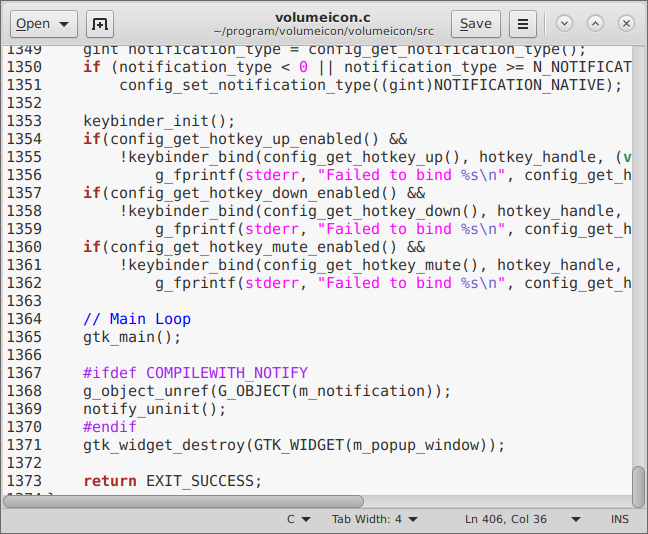 Open
volumeicon.c
~/program/volumeicon/volumeicon/src
Save
1349 gint notification_type = config_get_notification_type();
1350 if (notification_type < 0 || notification_type >= N_NOTIFICAT
1351 config_set_notification_type((gint)NOTIFICATION_NATIVE);
1352
1353 keybinder_init();
1354 if(config_get_hotkey_up_enabled() &&
1355 !keybinder_bind(config_get_hotkey_up(), hotkey_handle, (v
1356 g_fprintf(stderr, "Failed to bind %s\n", config_get_h
1357 if(config_get_hotkey_down_enabled() &&
1358 !keybinder_bind(config_get_hotkey_down(), hotkey_handle,
1359 g_fprintf(stderr, "Failed to bind %s\n", config_get_h
1360 if(config_get_hotkey_mute_enabled() &&
1361 !keybinder_bind(config_get_hotkey_mute(), hotkey_handle,
1362 g_fprintf(stderr, "Failed to bind %s\n", config_get_h
1363
1364 // Main Loop
1365 gtk_main();
1366
1367 #ifdef COMPILEWITH_NOTIFY
1368 g_object_unref(G_OBJECT(m_notification));
1369 notify_uninit();
1370 #endif
1371 gtk_widget_destroy(GTK_WIDGET(m_popup_window));
1372
1373 return EXIT_SUCCESS;
C Tab Width: 4 Ln 406, Col 36 INS